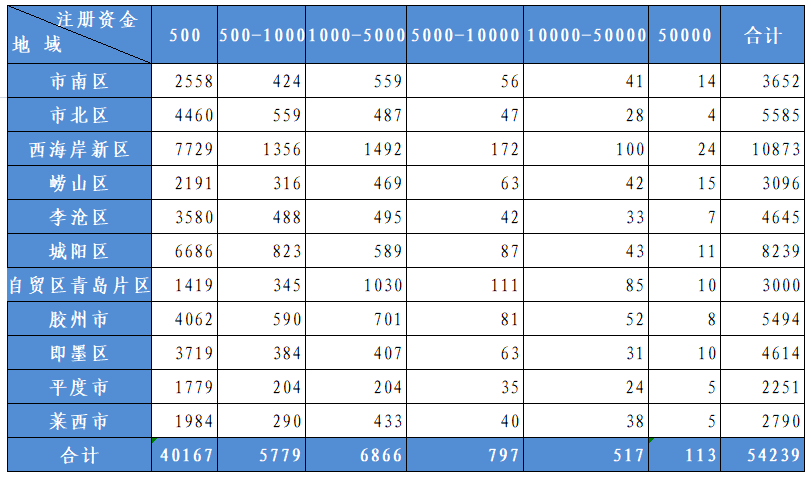 注册资金
地 域 500 500-1000 1000-5000 5000-10000 10000-50000 50000 合计
市南区 2558 424 559 56 41 14 3652
市北区 4460 559 487 47 28 4 5585
西海岸新区 7729 1356 1492 172 100 24 10873
崂山区 2191 316 469 63 42 15 3096
李沧区 3580 488 495 42 33 7 4645
城阳区 6686 823 589 87 43 11 8239
自贸区青岛片区 1419 345 1030 111 85 10 3000
胶州市 4062 590 701 81 52 8 5494
即墨区 3719 384 407 63 31 10 4614
平度市 1779 204 204 35 24 5 2251
莱西市 1984 290 433 40 38 5 2790
合计 40167 5779 6866 797 517 113 54239